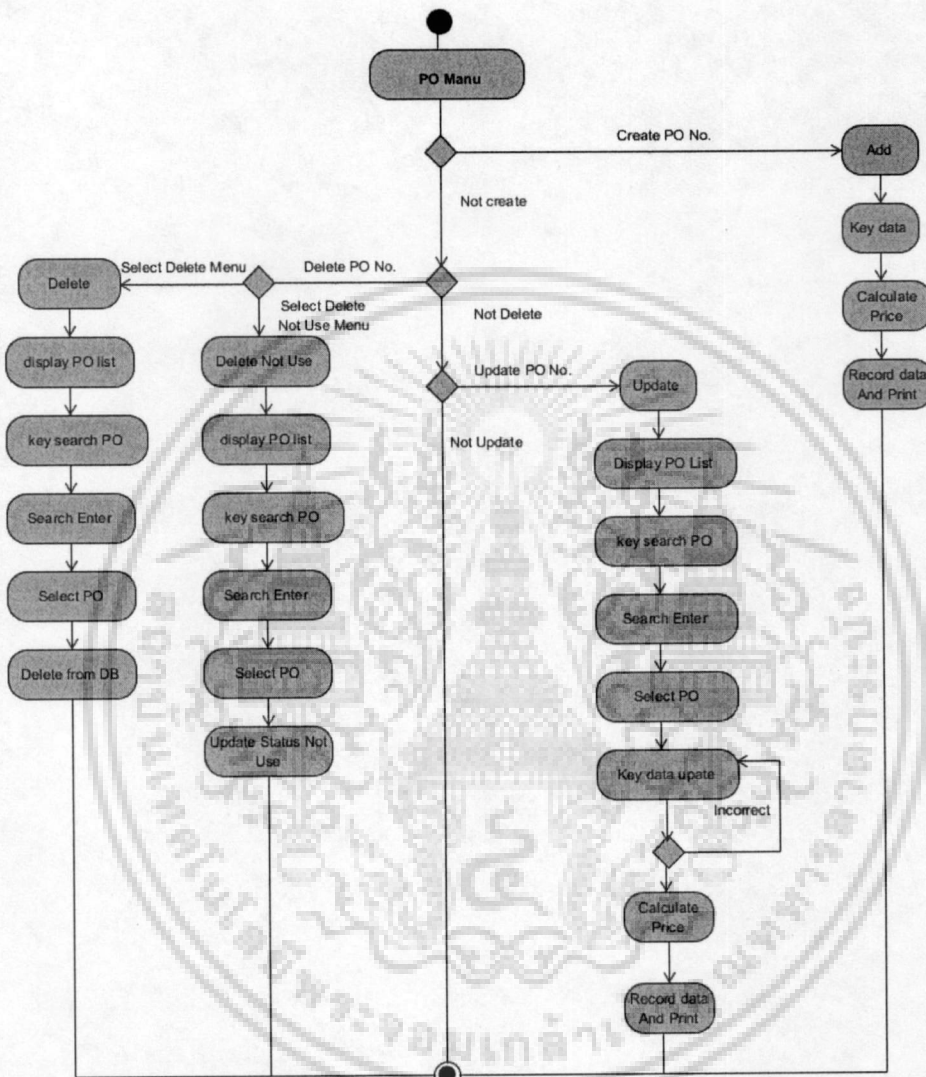 PO Manu
Create PO No.
Add
Not create
Key data
Select Delete Menu
Delete PO No.
Delete
Select Delete
Not Use Menu
Not Delete
Calculate
Price
display PO list
Delete Not Use
Update PO No.
Update
Record data
And Print
key search PO
display PO list
Not Update
Display PO List
Search Enter
key search PO
key search PO
Select PO
Search Enter
Search Enter
Delete from DB
Select PO
Select PO
Update Status Not
Use
Key data upate
Incorrect
Calculate
Price
Record data
And Print